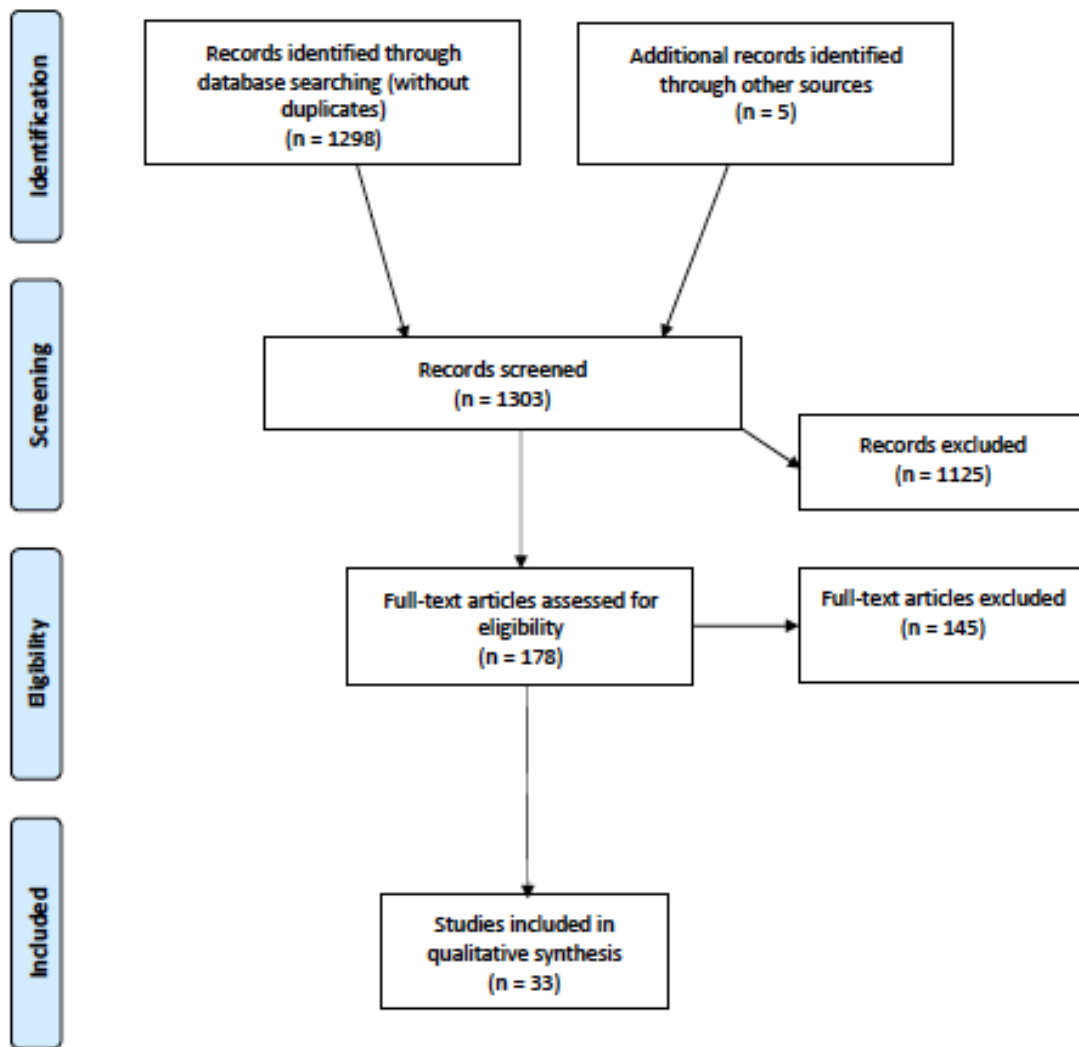 Identification
Records identified through
database searching (without
duplicates)
(n = 1298)
Additional records identified
through other sources
(n = 5)
Screening
Records screened
(n = 1303)
Records excluded
(n = 1125)
Eligibility
Full-text articles assessed for
eligibility
(n = 178)
Full-text articles excluded
(n = 145)
Included
Studies included in
qualitative synthesis
(n = 33)